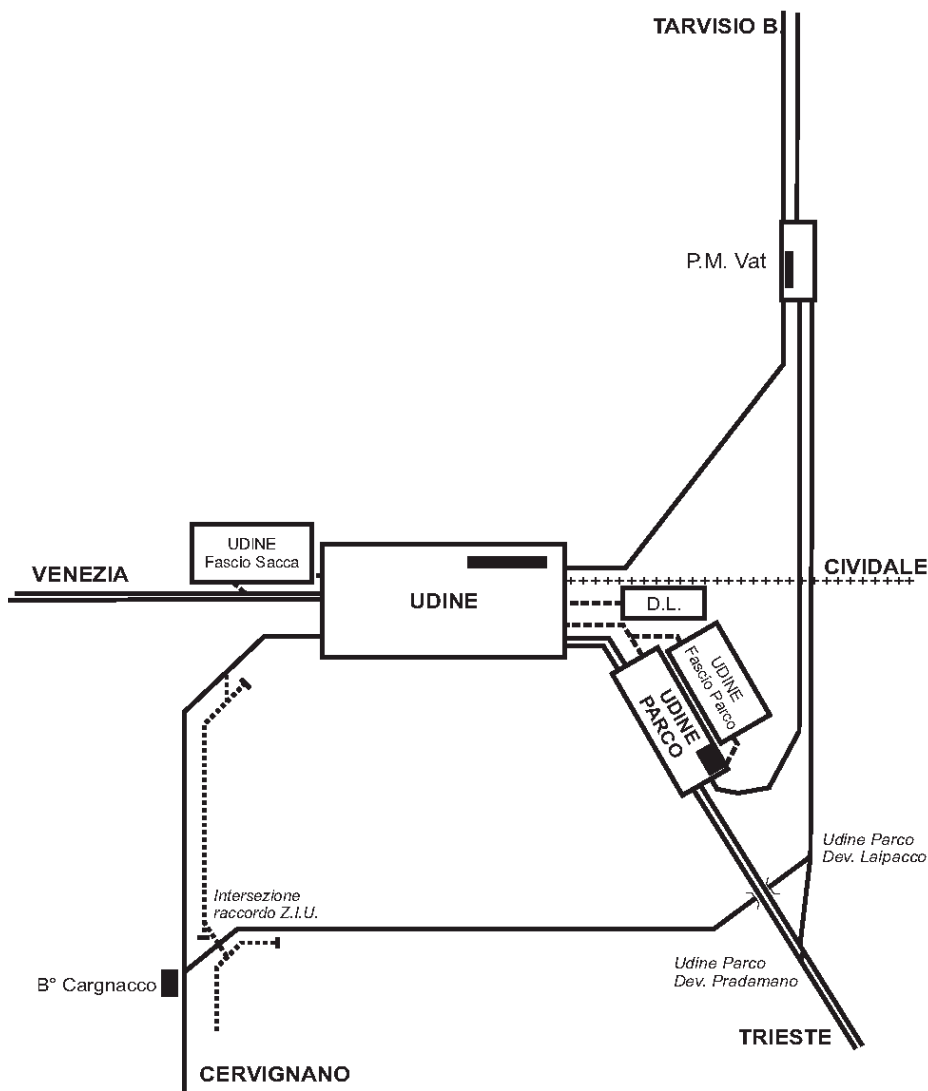 TARVISIO B.
P.M. Vat
UDINE
Fascio Sacca
VENEZIA
UDINE
CIVIDALE
D.L.
UDINE
Fascio Parco
UDINE
PARCO
Udine Parco
Dev. Laipacco
Intersezione
raccordo Z.I.U.
Udine Parco
Dev. Pradamano
B° Cargnacco
TRIESTE
CERVIGNANO